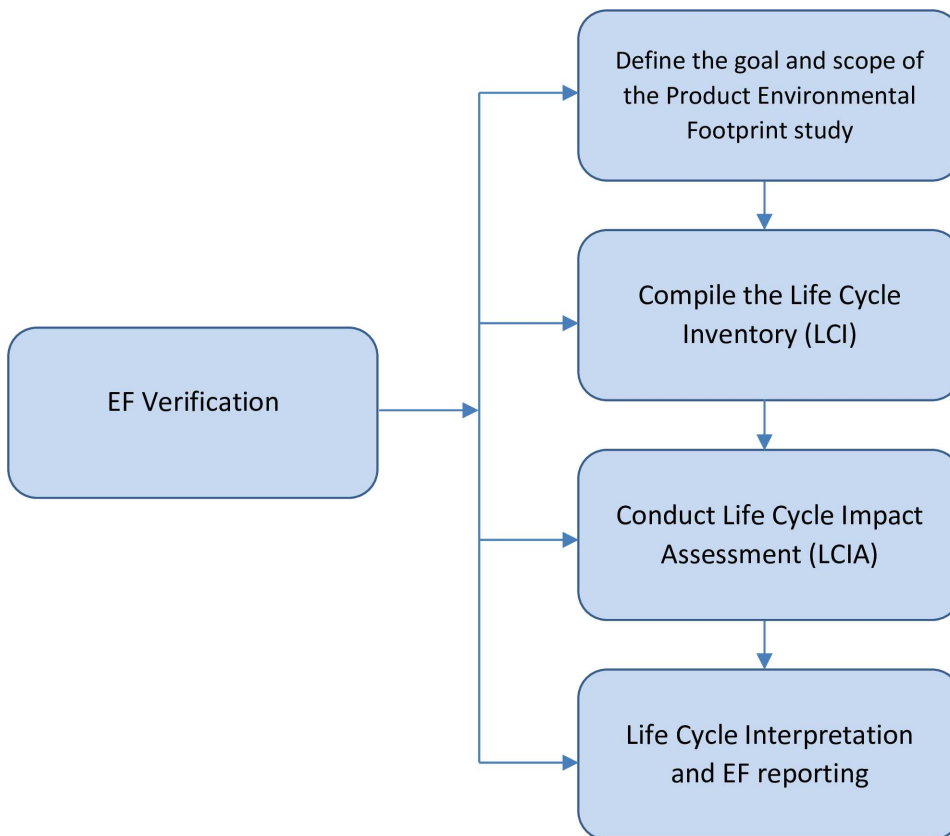 Define the goal and scope of
the Product Environmental
Footprint study
Compile the Life Cycle
Inventory (LCI)
EF Verification
Conduct Life Cycle Impact
Assessment (LCIA)
Life Cycle Interpretation
and EF reporting